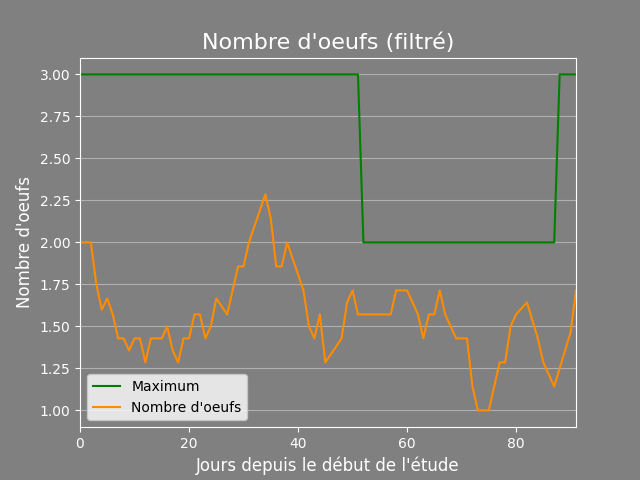 Nombre d'oeufs (filtré)
3.00
2.75
2.50
2.25
2.00
1.75
1.50
1.25
1.00
Nombre d'oeufs
Maximum
Nombre d'oeufs
0 20 40 60 80
Jours depuis le début de l'étude